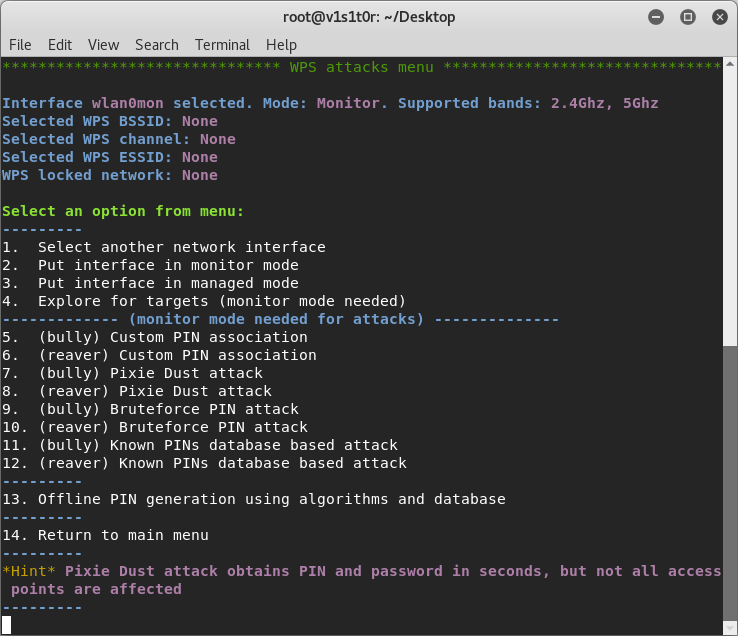 root@v1s1t0r: ~/Desktop
File Edit View Search Terminal Help
******************************* WPS attacks menu *******************************
Interface wlan0mon selected. Mode: Monitor. Supported bands: 2.4Ghz, 5Ghz
Selected WPS BSSID: None
Selected WPS channel: None
Selected WPS ESSID: None
WPS locked network: None
Select an option from menu:
---------
1.  Select another network interface
2.  Put interface in monitor mode
3.  Put interface in managed mode
4.  Explore for targets (monitor mode needed)
------------- (monitor mode needed for attacks) --------------
5.  (bully) Custom PIN association
6.  (reaver) Custom PIN association
7.  (bully) Pixie Dust attack
8.  (reaver) Pixie Dust attack
9.  (bully) Bruteforce PIN attack
10. (reaver) Bruteforce PIN attack
11. (bully) Known PINs database based attack
12. (reaver) Known PINs database based attack
---------
13. Offline PIN generation using algorithms and database
---------
14. Return to main menu
---------
*Hint* Pixie Dust attack obtains PIN and password in seconds, but not all access
points are affected
---------